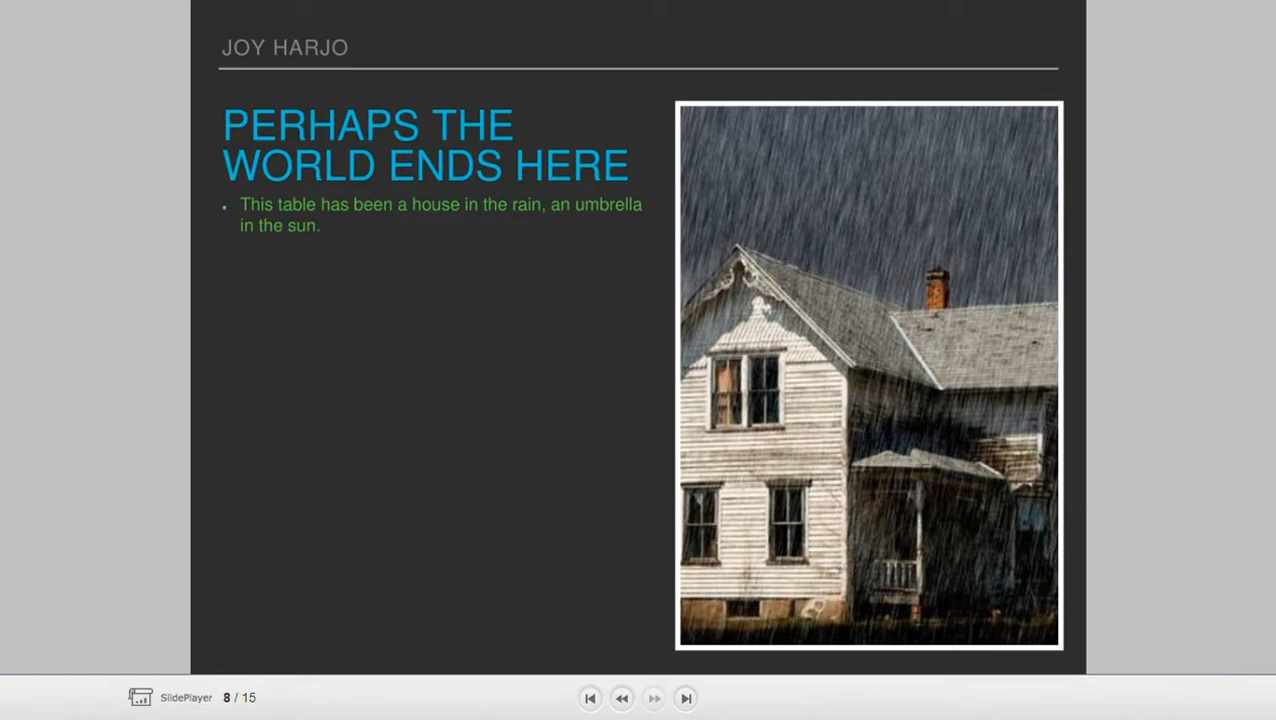 JOY HARJO
PERHAPS THE
WORLD ENDS HERE
• This table has been a house in the rain, an umbrella
in the sun.
SlidePlayer 8 / 15